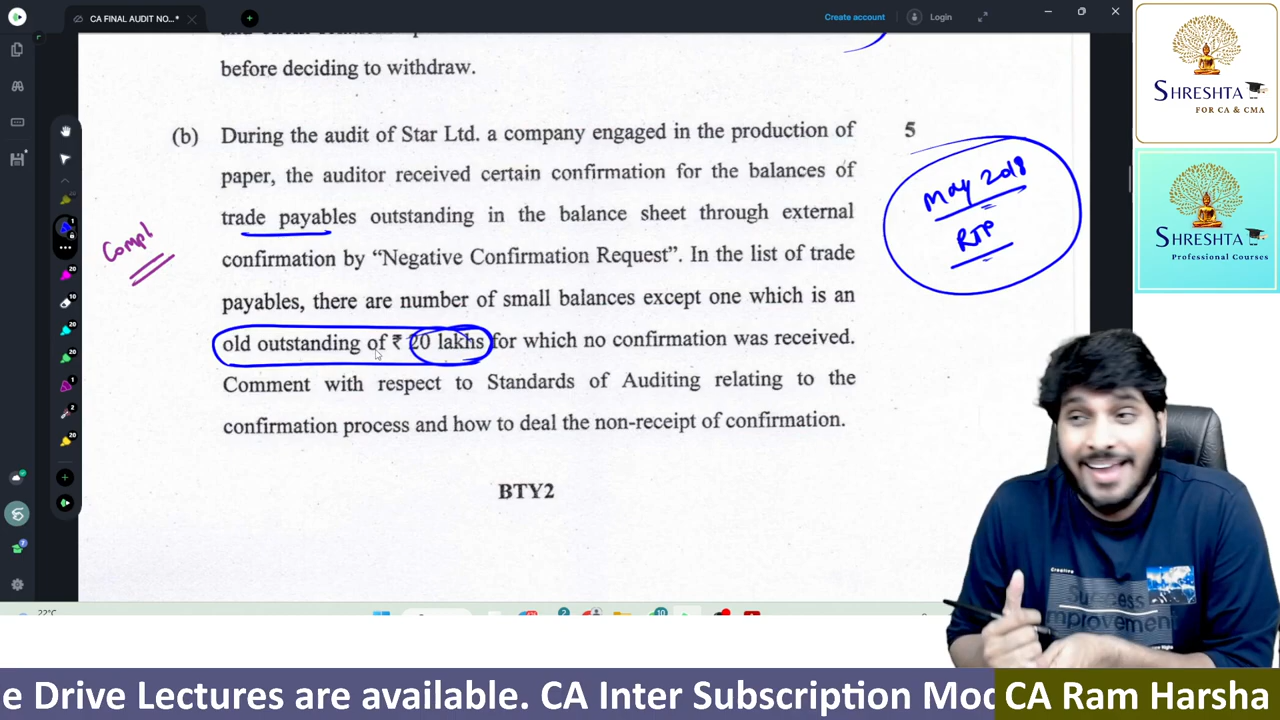 CA FINAL AUDIT NO...*
Create account
Login
before deciding to withdraw.
(b) During the audit of Star Ltd. a company engaged in the production of 5
paper, the auditor received certain confirmation for the balances of
trade payables outstanding in the balance sheet through external
confirmation by “Negative Confirmation Request”. In the list of trade
payables, there are number of small balances except one which is an
old outstanding of ₹ 20 lakhs for which no confirmation was received.
Comment with respect to Standards of Auditing relating to the
confirmation process and how to deal the non-receipt of confirmation.
BTY2
May 2018
RTP
Compl
SHRESHTA
FOR CA & CMA
SHRESHTA
Professional Courses
Creative
Success
Improvement
22°C
e Drive Lectures are available. CA Inter Subscription Mod
CA Ram Harsha